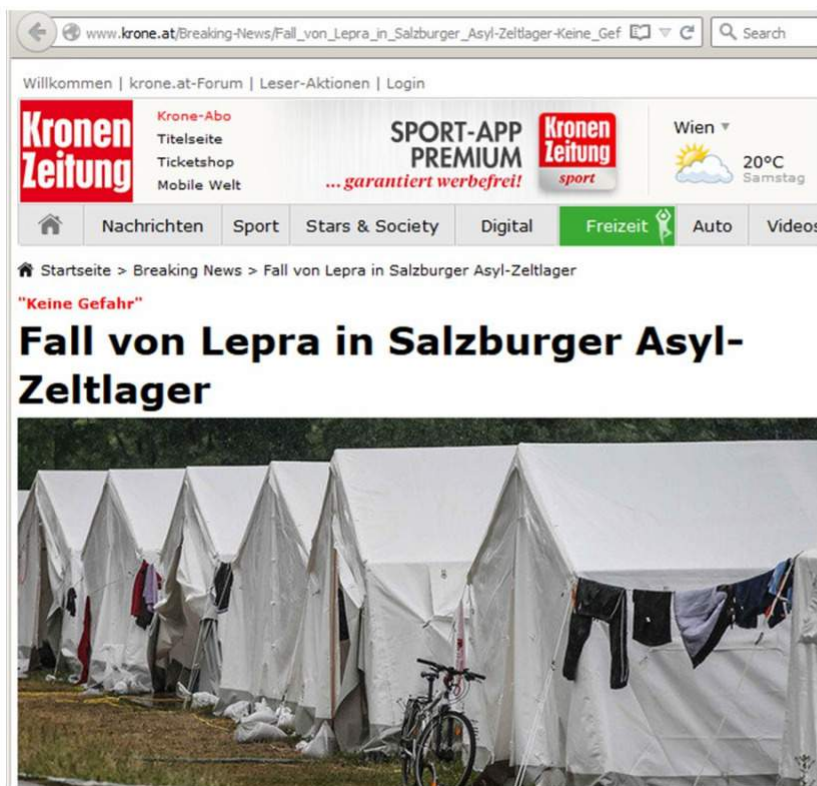 www.krone.at/Breaking-News/Fall_von_Lepra_in_Salzburger_Asyl-Zeltlager-Keine_Gef
Search
Willkommen | krone.at-Forum | Leser-Aktionen | Login
Kronen
Zeitung
Krone-Abo
Titelseite
Ticketshop
Mobile Welt
SPORT-APP
PREMIUM
...garantiert werbefrei!
Kronen
Zeitung
sport
Wien
20°C
Samstag
Nachrichten Sport Stars & Society Digital Freizeit Auto Videos
Startseite > Breaking News > Fall von Lepra in Salzburger Asyl-Zeltlager
"Keine Gefahr"
Fall von Lepra in Salzburger Asyl-
Zeltlager